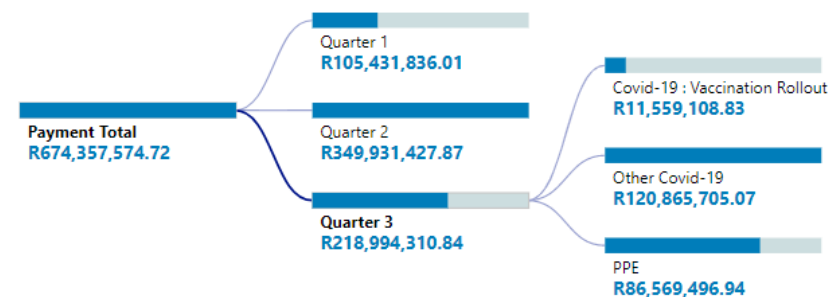 Quarter 1
R105,431,836.01
Payment Total
R674,357,574.72
Quarter 2
R349,931,427.87
Quarter 3
R218,994,310.84
Covid-19 : Vaccination Rollout
R11,559,108.83
Other Covid-19
R120,865,705.07
PPE
R86,569,496.94